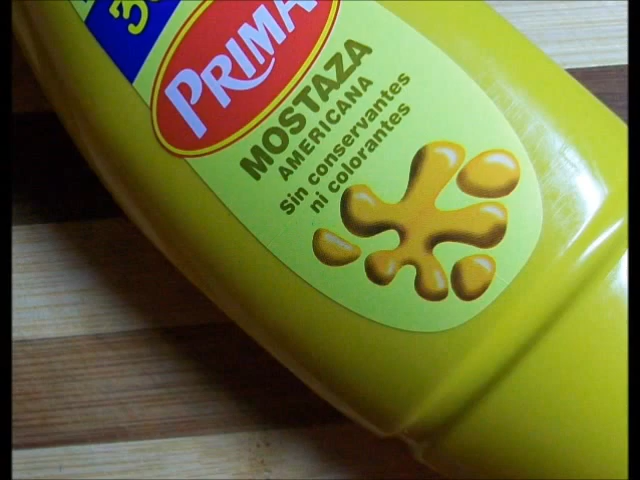 PRIMA
MOSTAZA
AMERICANA
Sin conservantes
ni colorantes